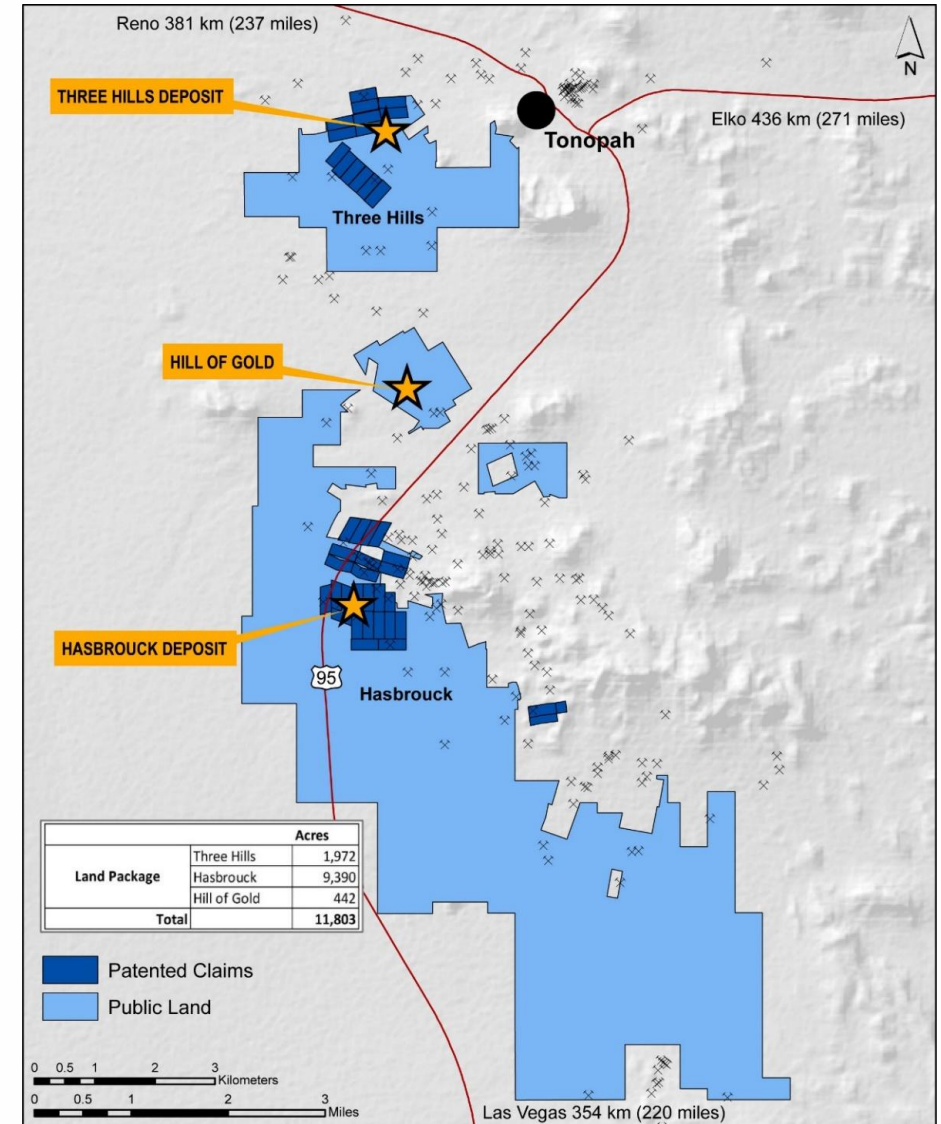 Reno 381 km (237 miles)
N
THREE HILLS DEPOSIT
Elko 436 km (271 miles)
Tonopah
Three Hills
HILL OF GOLD
HASBROUCK DEPOSIT
95
Hasbrouck
Acres
Land Package
Three Hills 1,972
Hasbrouck 9,390
Hill of Gold 442
Total 11,803
Patented Claims
Public Land
0 0.5 1 2 3
Kilometers
0 0.5 1 2 3
Miles
Las Vegas 354 km (220 miles)